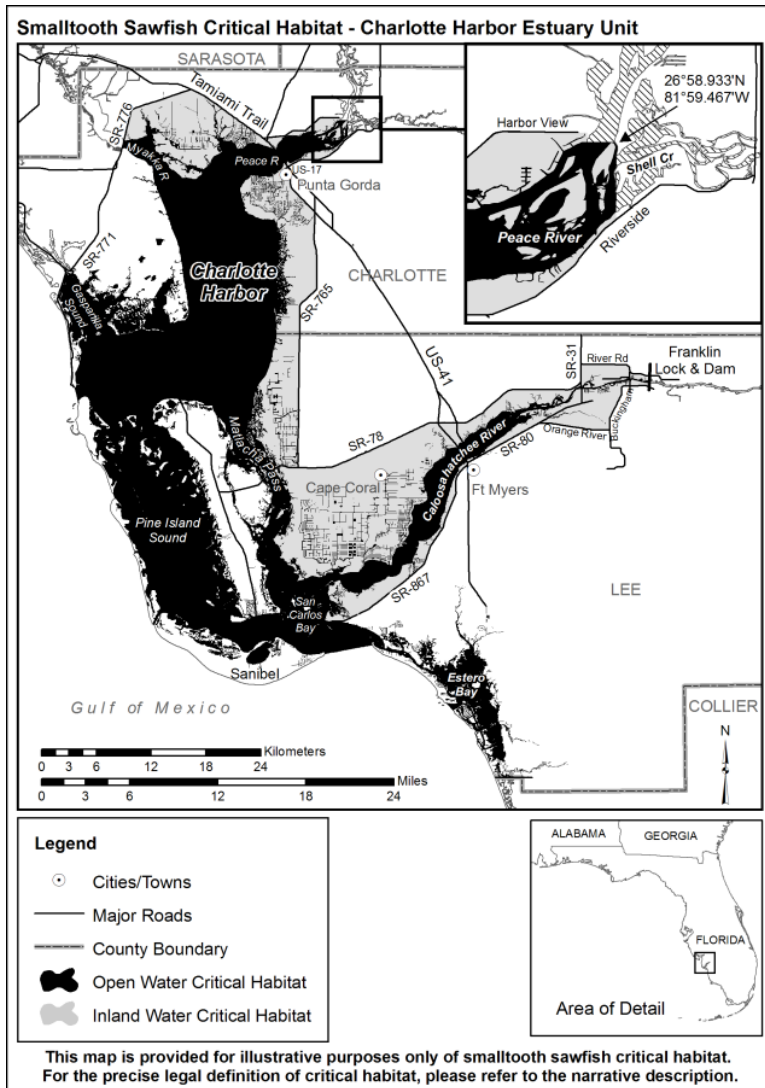 Smalltooth Sawfish Critical Habitat - Charlotte Harbor Estuary Unit
SARASOTA
Tamiami Trail
SR-776
Myakka R
Peace R
US-17
Punta Gorda
26°58.933'N
81°59.467'W
Harbor View
Shell Cr
Peace River
Riverside
SR-771
Gasparilla
Sound
Charlotte
Harbor
CHARLOTTE
SR-765
US-41
SR-31
River Rd
Franklin
Lock & Dam
Buckingham
Orange River
SR-80
SR-78
Matlacha Pass
Cape Coral
Caloosahatchee River
Ft Myers
Pine Island
Sound
SR-867
LEE
San
Carlos
Bay
Sanibel
Estero
Bay
Gulf of Mexico
COLLIER
N
Kilometers
0 3 6 12 18 24
Miles
0 3 6 12 18 24
Legend
Cities/Towns
Major Roads
County Boundary
Open Water Critical Habitat
Inland Water Critical Habitat
ALABAMA
GEORGIA
FLORIDA
Area of Detail
This map is provided for illustrative purposes only of smalltooth sawfish critical habitat.
For the precise legal definition of critical habitat, please refer to the narrative description.